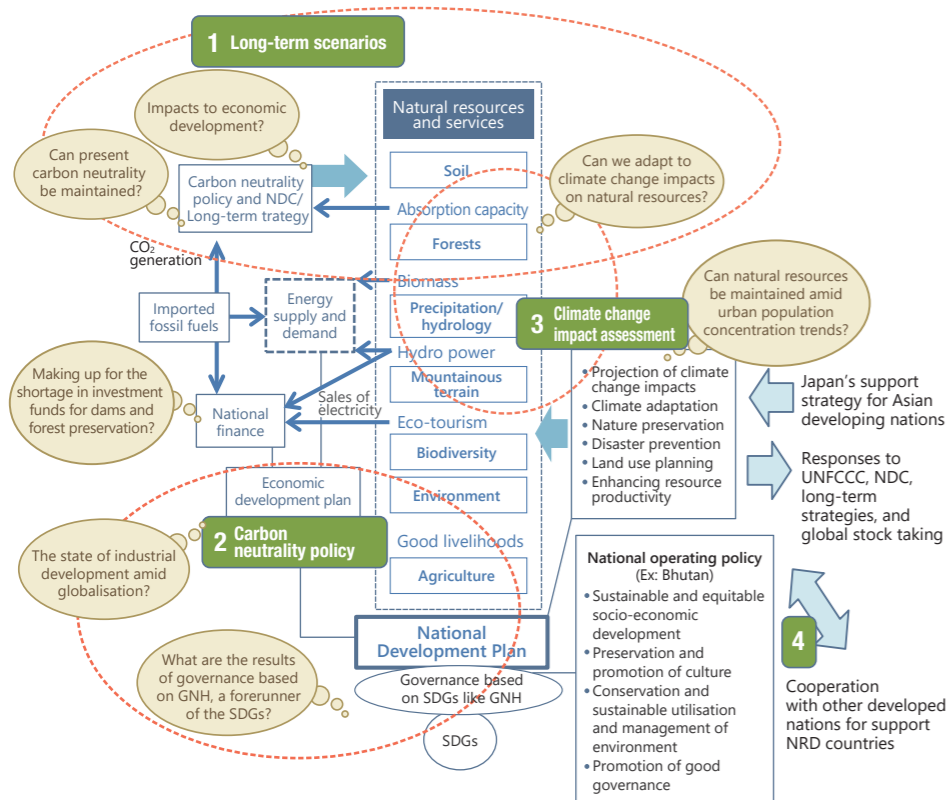 1 Long-term scenarios
Impacts to economic
development?
Can present
carbon neutrality
be maintained?
Carbon neutrality
policy and NDC/
Long-term trategy
Natural resources
and services
Soil
Absorption capacity
Forests
Biomass
Precipitation/
hydrology
Hydro power
Mountainous
terrain
Eco-tourism
Biodiversity
Environment
Good livelihoods
Agriculture
Can we adapt to
climate change impacts
on natural resources?
CO₂
generation
Imported
fossil fuels
Energy
supply and
demand
Can natural resources
be maintained amid
urban population
concentration trends?
3 Climate change
impact assessment
• Projection of climate
change impacts
• Climate adaptation
• Nature preservation
• Disaster prevention
• Land use planning
• Enhancing resource
productivity
Japan's support
strategy for Asian
developing nations
Responses to
UNFCCC, NDC,
long-term
strategies, and
global stock taking
Making up for the
shortage in investment
funds for dams and
forest preservation?
National
finance
Sales of
electricity
Economic
development plan
2 Carbon
neutrality policy
The state of industrial
development amid
globalisation?
What are the results
of governance based
on GNH, a forerunner
of the SDGs?
National
Development Plan
Governance based
on SDGs like GNH
SDGs
National operating policy
(Ex: Bhutan)
• Sustainable and equitable
socio-economic
development
• Preservation and
promotion of culture
• Conservation and
sustainable utilisation
and management of
environment
• Promotion of good
governance
4
Cooperation
with other developed
nations for support
NRD countries